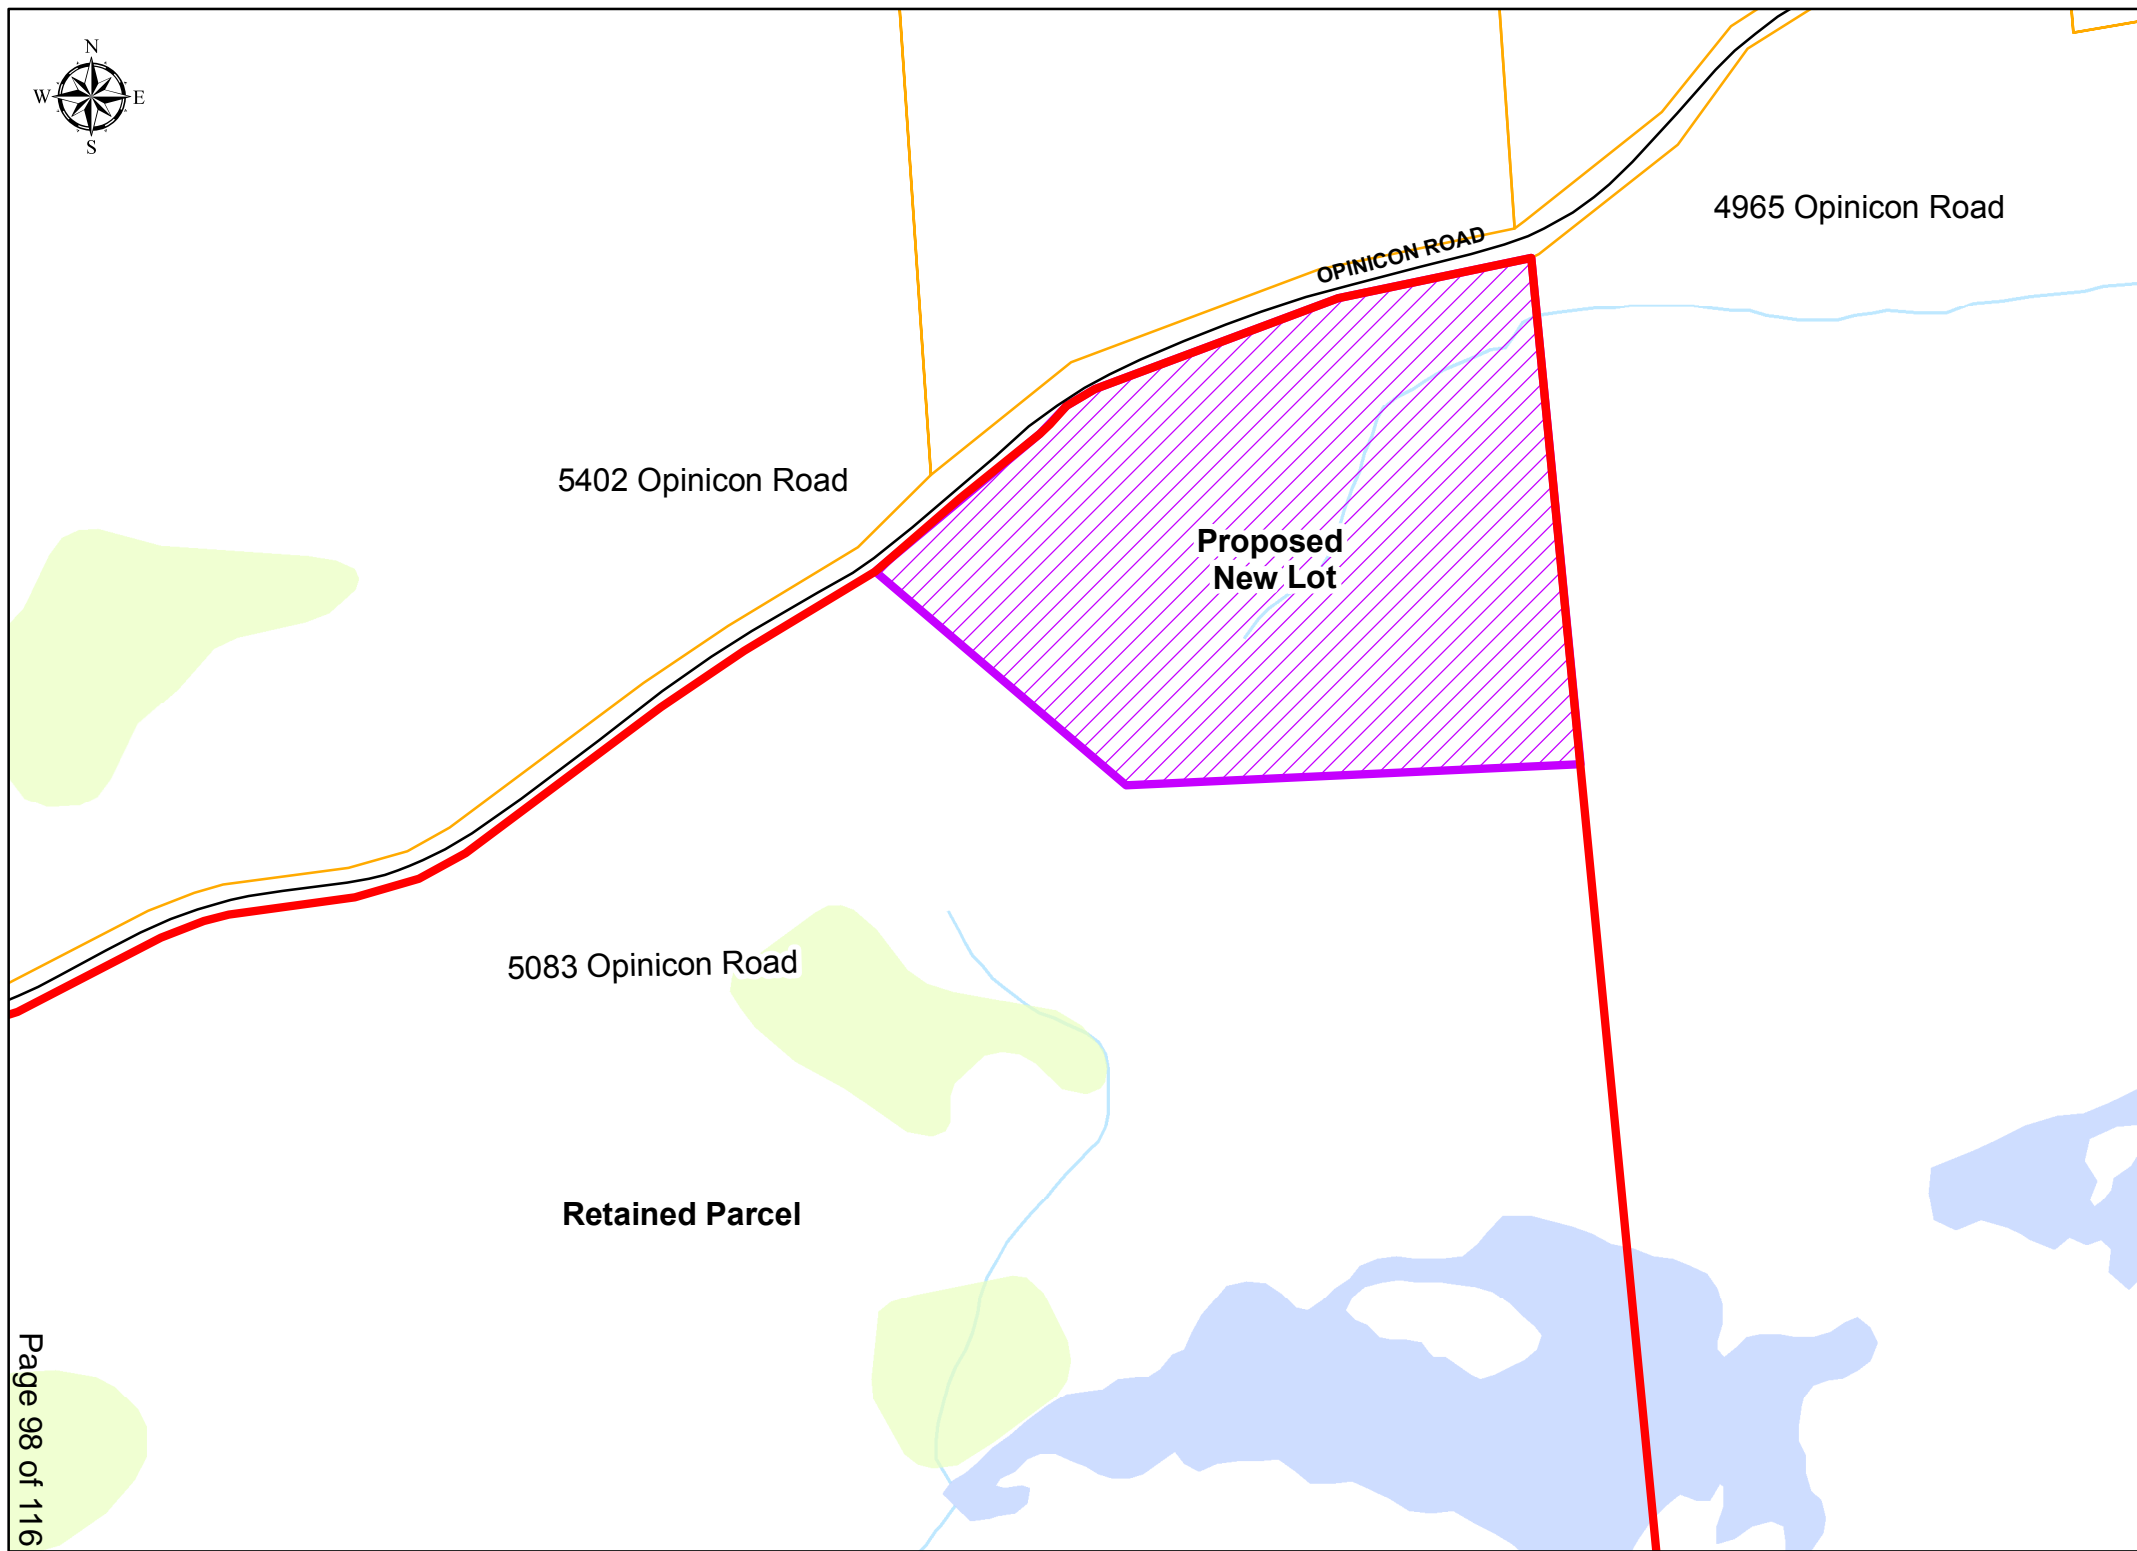 N
W E
S
4965 Opinicon Road
OPINICON ROAD
5402 Opinicon Road
Proposed
New Lot
5083 Opinicon Road
Retained Parcel
Page 98 of 116